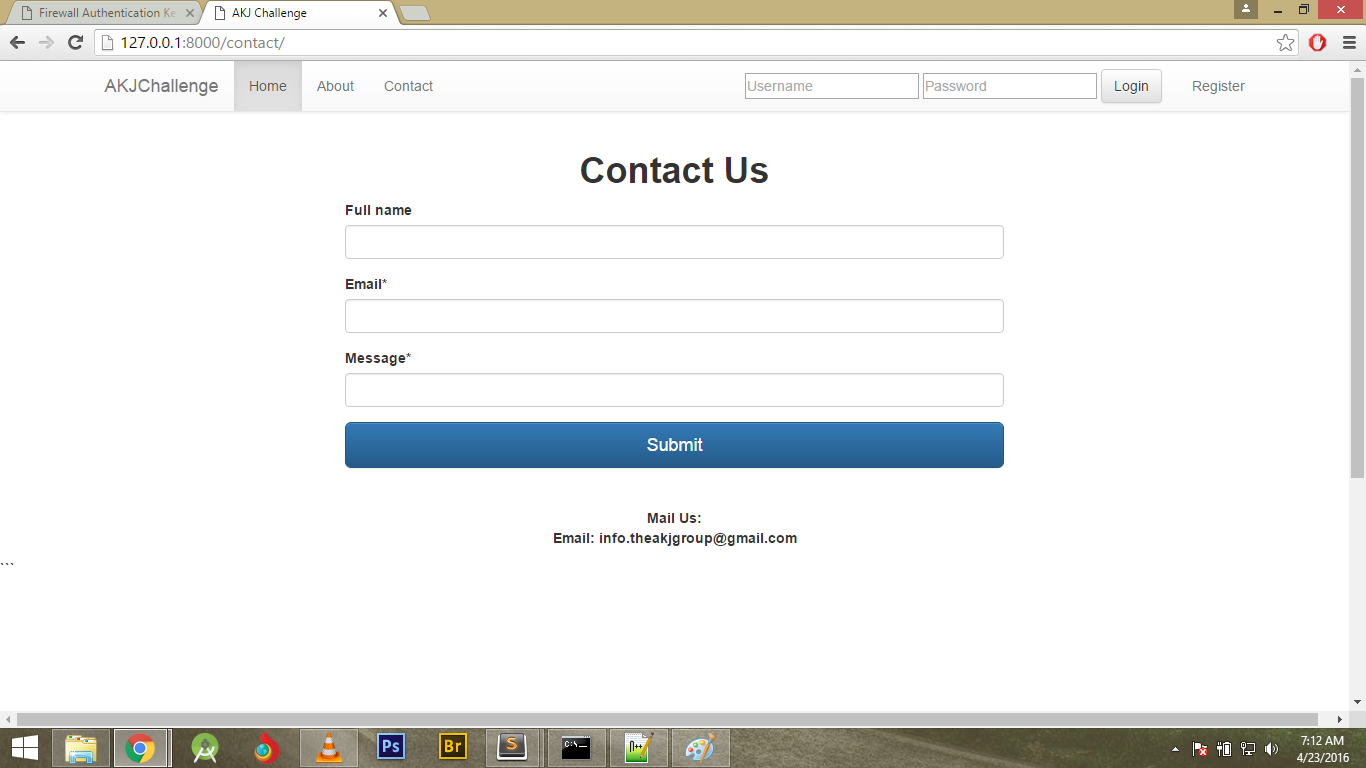 Firewall Authentication Ke
AKJ Challenge
127.0.0.1:8000/contact/
AKJChallenge Home About Contact Username Password Login Register
Contact Us
Full name
Email*
Message*
Submit
Mail Us:
Email: info.theakjgroup@gmail.com
```
Ps Br S C:\ N++
7:12 AM
4/23/2016